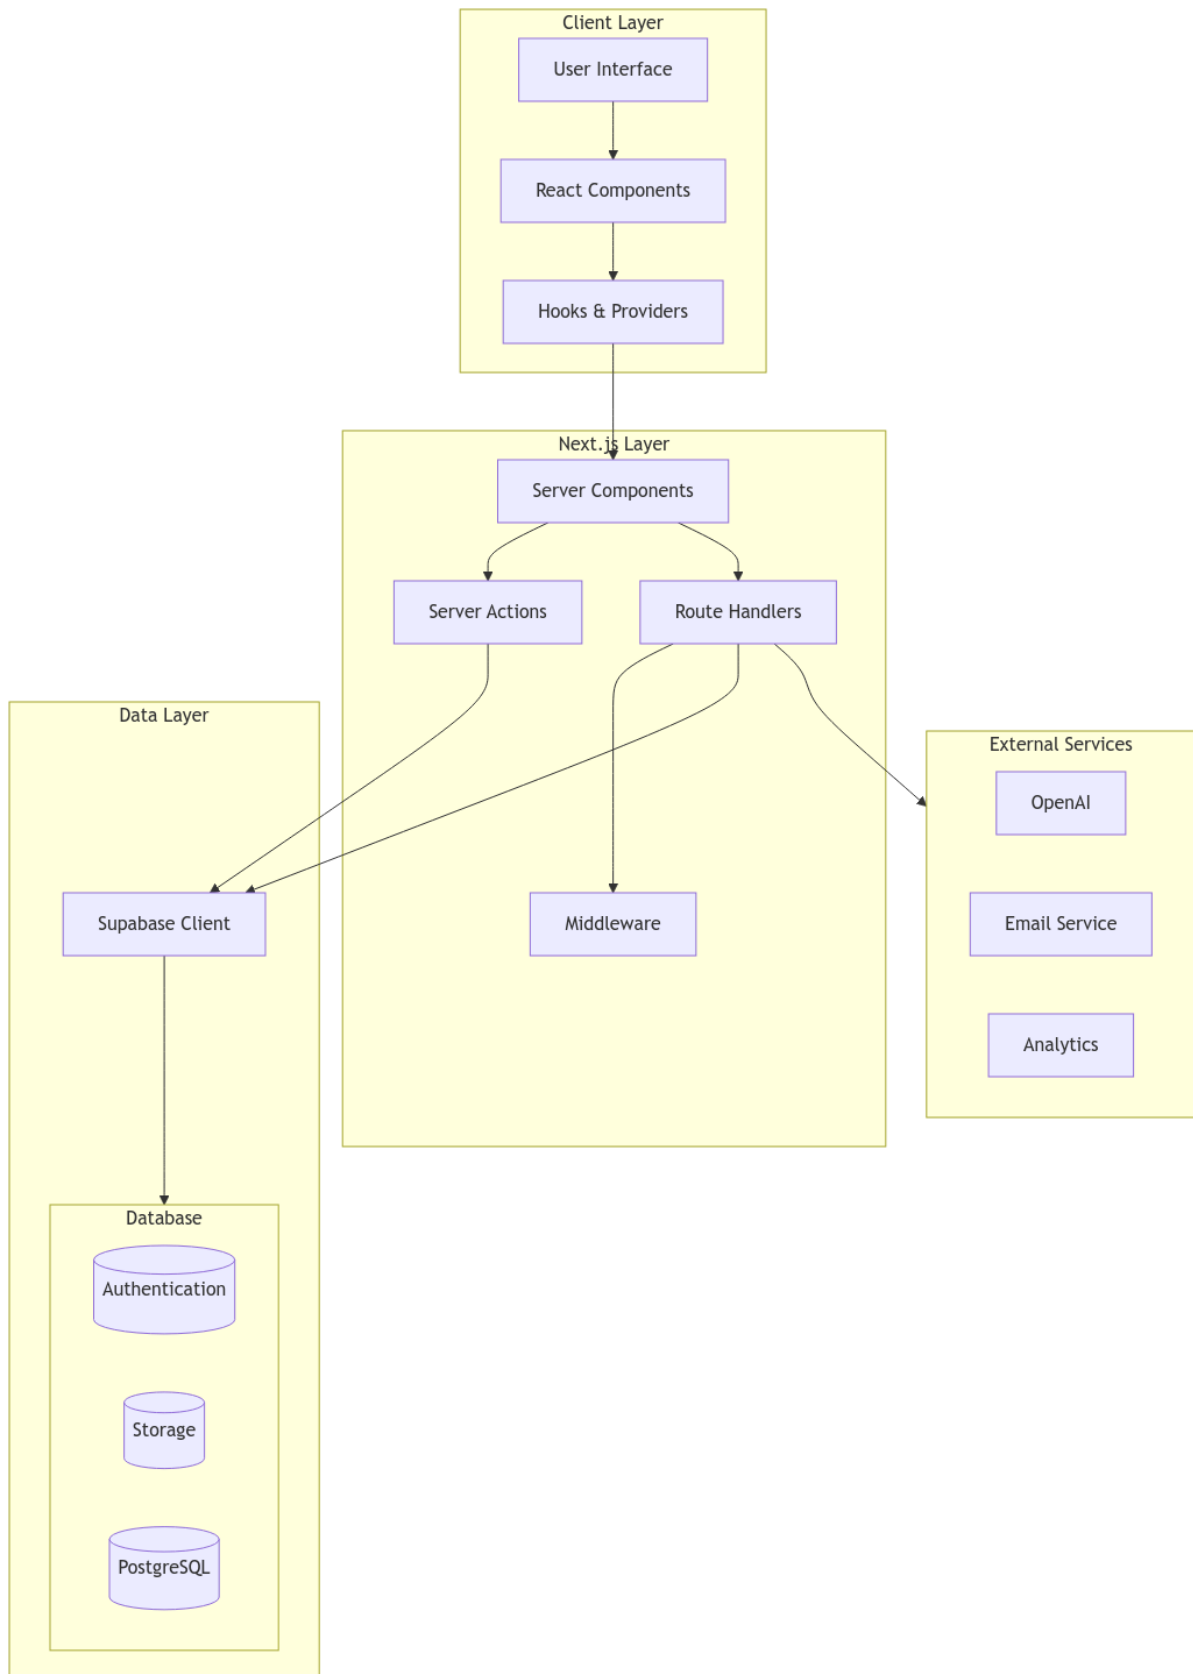 Client Layer
User Interface
React Components
Hooks & Providers
Next.js Layer
Server Components
Server Actions
Route Handlers
Middleware
Data Layer
Supabase Client
Database
Authentication
Storage
PostgreSQL
External Services
OpenAI
Email Service
Analytics